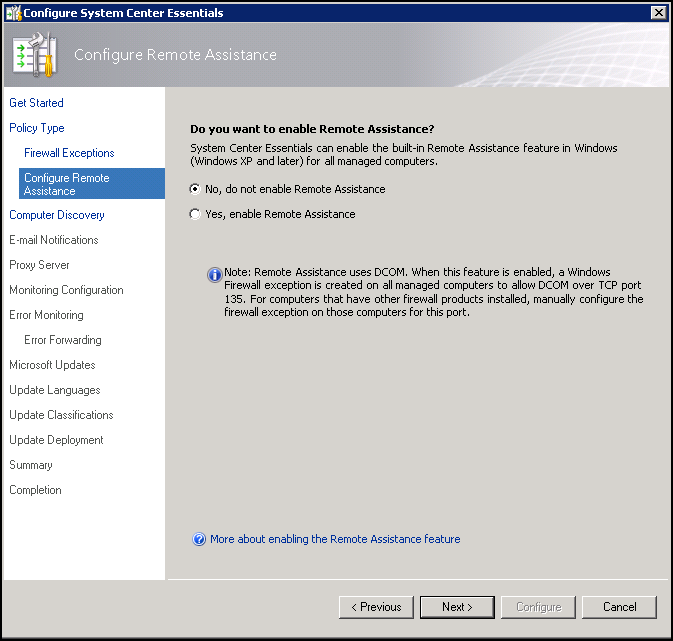 Configure System Center Essentials
Configure Remote Assistance
Get Started
Policy Type
Firewall Exceptions
Configure Remote
Assistance
Computer Discovery
E-mail Notifications
Proxy Server
Monitoring Configuration
Error Monitoring
Error Forwarding
Microsoft Updates
Update Languages
Update Classifications
Update Deployment
Summary
Completion
Do you want to enable Remote Assistance?
System Center Essentials can enable the built-in Remote Assistance feature in Windows
(Windows XP and later) for all managed computers.
No, do not enable Remote Assistance
Yes, enable Remote Assistance
Note: Remote Assistance uses DCOM. When this feature is enabled, a Windows
Firewall exception is created on all managed computers to allow DCOM over TCP port
135. For computers that have other firewall products installed, manually configure the
firewall exception on those computers for this port.
More about enabling the Remote Assistance feature
< Previous
Next >
Configure
Cancel